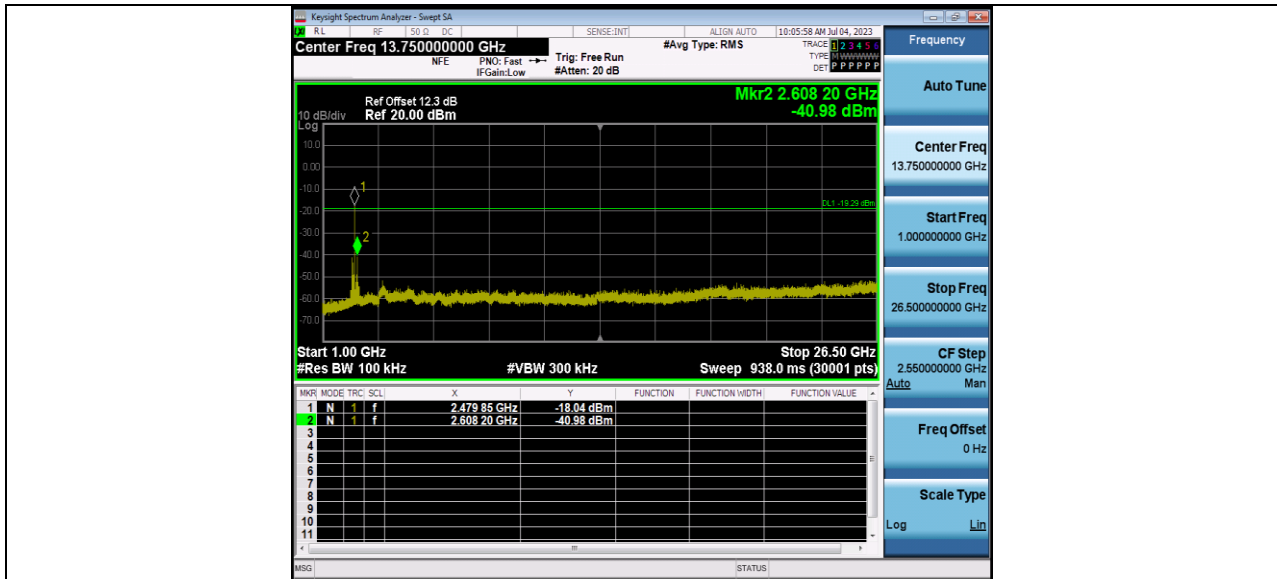 Keysight Spectrum Analyzer - Swept SA
RL RF 50 Ω DC SENSE:INT ALIGN AUTO 10:05:58 AM Jul 04, 2023
Center Freq 13.750000000 GHz #Avg Type: RMS TRACE 1 2 3 4 5 6
NFE PNO: Fast Trig: Free Run TYPE M WWWWW
IFGain:Low #Atten: 20 dB DET P P P P P P
Mkr2 2.608 20 GHz
-40.98 dBm
Ref Offset 12.3 dB
10 dB/div Ref 20.00 dBm
Log
10.0
0.00
-10.0
1
DL1 -19.29 dBm
-20.0
-30.0
2
-40.0
-50.0
-60.0
-70.0
Start 1.00 GHz Stop 26.50 GHz
#Res BW 100 kHz #VBW 300 kHz Sweep 938.0 ms (30001 pts)
MKR MODE TRC SCL X Y FUNCTION FUNCTION WIDTH FUNCTION VALUE
1 N 1 f 2.479 85 GHz -18.04 dBm
2 N 1 f 2.608 20 GHz -40.98 dBm
3
4
5
6
7
8
9
10
11
MSG STATUS
Frequency
Auto Tune
Center Freq
13.750000000 GHz
Start Freq
1.000000000 GHz
Stop Freq
26.500000000 GHz
CF Step
2.550000000 GHz
Auto Man
Freq Offset
0 Hz
Scale Type
Log Lin